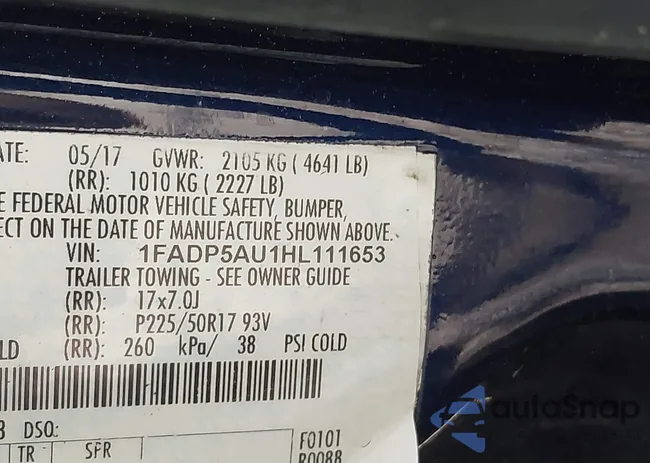 ATE: 05/17 GVWR: 2105 KG ( 4641 LB)
(RR): 1010 KG ( 2227 LB)
E FEDERAL MOTOR VEHICLE SAFETY, BUMPER,
ECT ON THE DATE OF MANUFACTURE SHOWN ABOVE.
VIN: 1FADP5AU1HL111653
TRAILER TOWING - SEE OWNER GUIDE
(RR): 17x7.0J
(RR): P225/50R17 93V
LD (RR): 260 kPa/ 38 PSI COLD
3 DSO:
TR SPR F0101
R0088
autoSnap